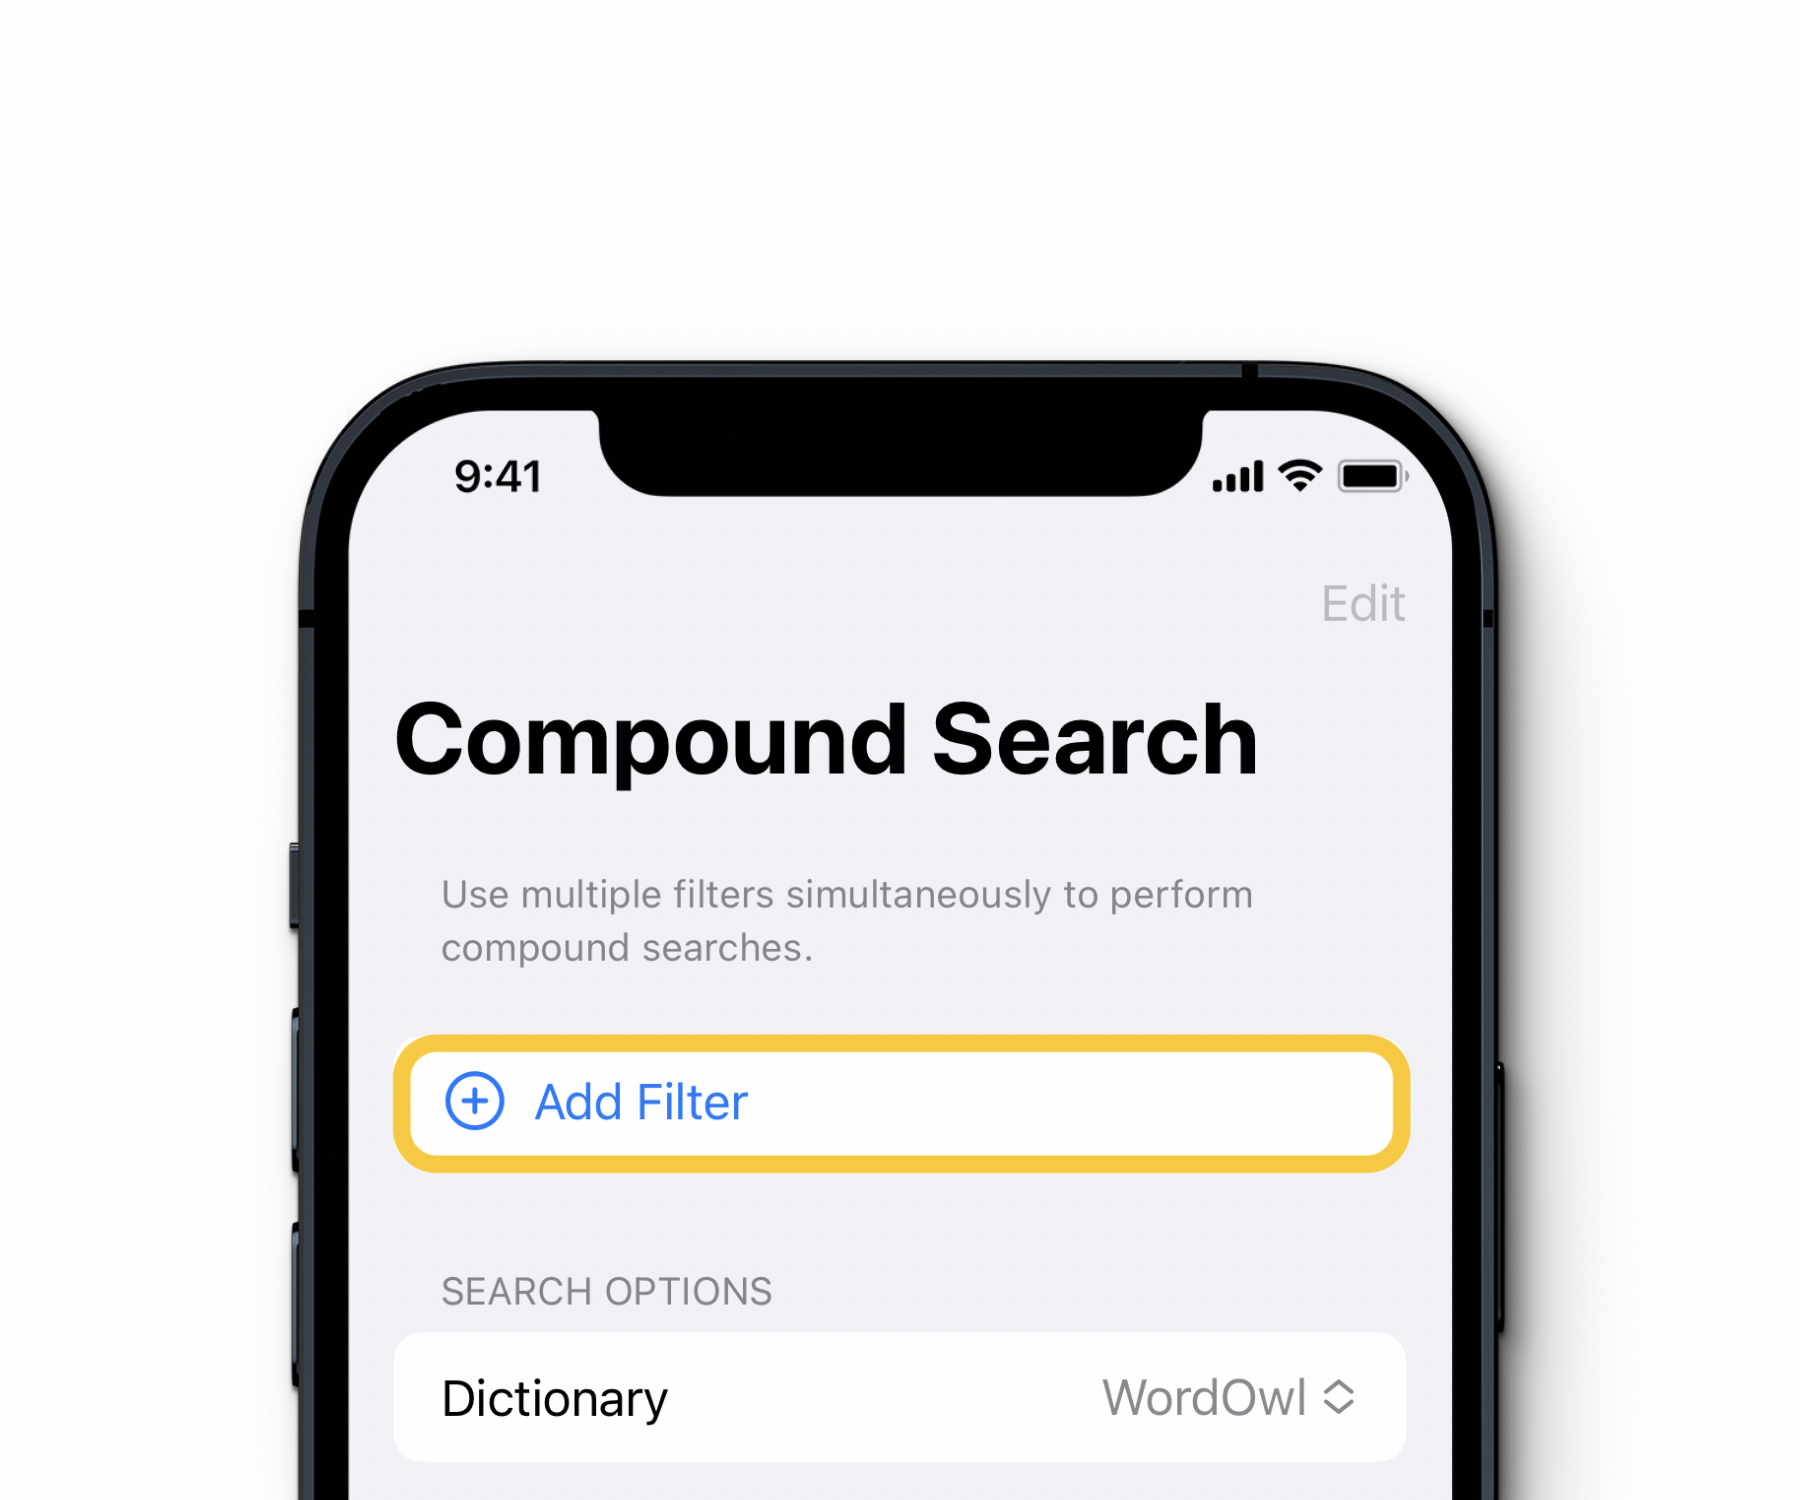 9:41
Edit
Compound Search
Use multiple filters simultaneously to perform
compound searches.
Add Filter
SEARCH OPTIONS
Dictionary WordOwl